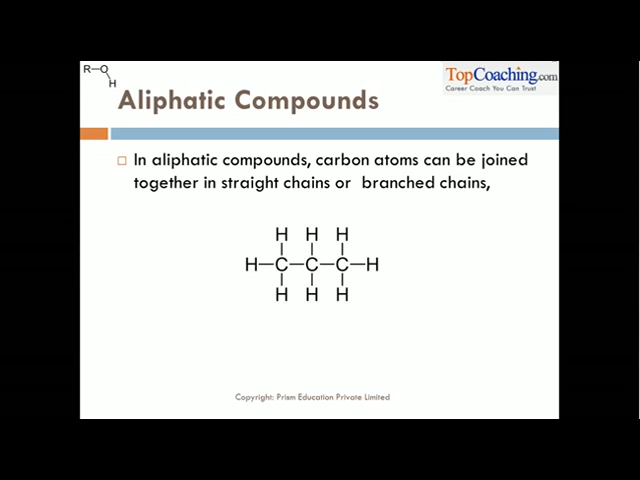 R—O
H
TopCoaching.com
Career Coach You Can Trust
Aliphatic Compounds
In aliphatic compounds, carbon atoms can be joined
together in straight chains or branched chains,
H H H
H—C—C—C—H
H H H
Copyright: Prism Education Private Limited